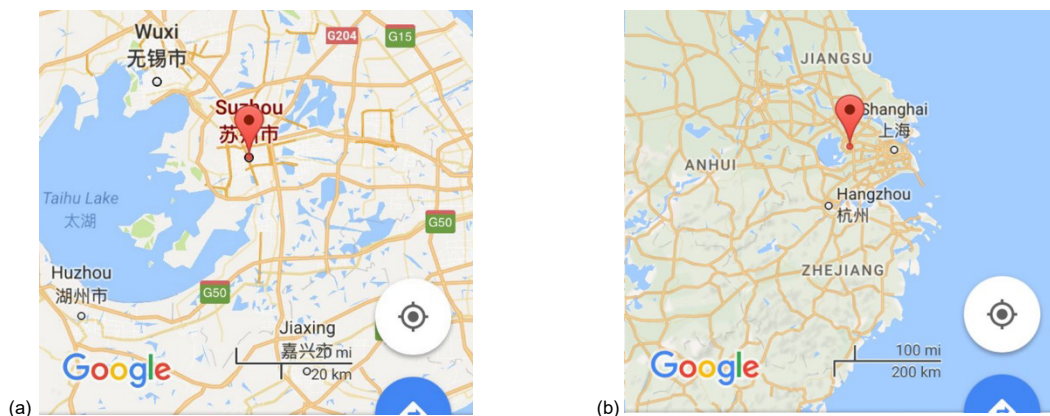 Wuxi
无锡市
G204
G15
Suzhou
苏州市
Taihu Lake
太湖
G50
Huzhou
湖州市
G50
Jiaxing
嘉兴市
20 mi
20 km
Google
(a)
JIANGSU
Shanghai
上海
ANHUI
Hangzhou
杭州
ZHEJIANG
100 mi
200 km
Google
(b)